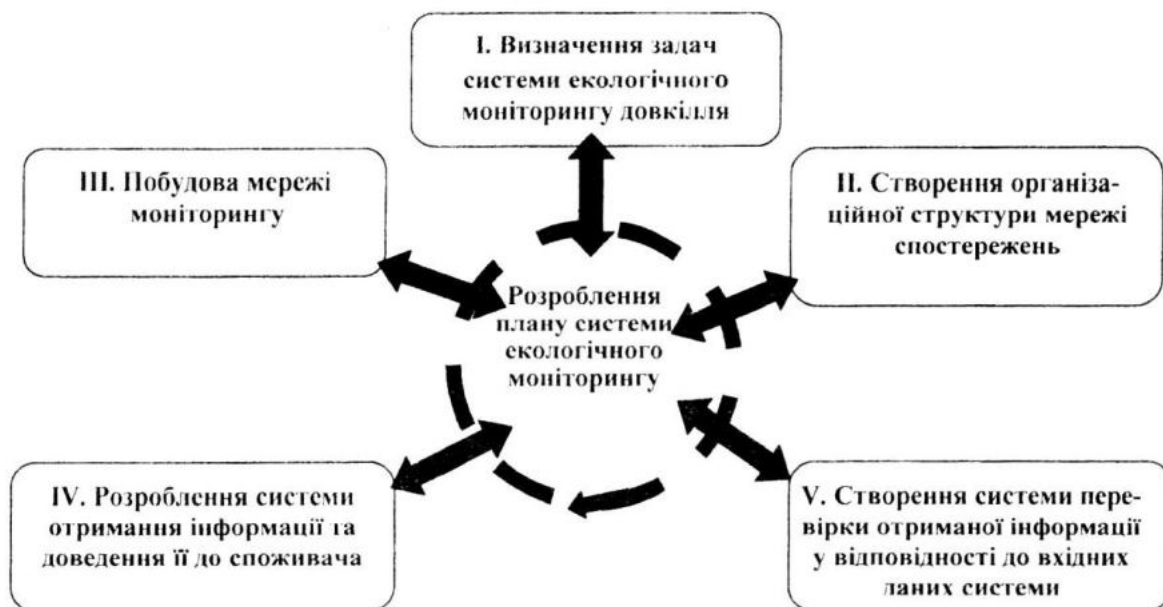 I. Визначення задач
системи екологічного
моніторингу довкілля
III. Побудова мережі
моніторингу
II. Створення організа-
ційної структури мережі
спостережень
Розроблення
плану системи
екологічного
моніторингу
IV. Розроблення системи
отримання інформації та
доведення її до споживача
V. Створення системи пере-
вірки отриманої інформації
у відповідності до вхідних
даних системи